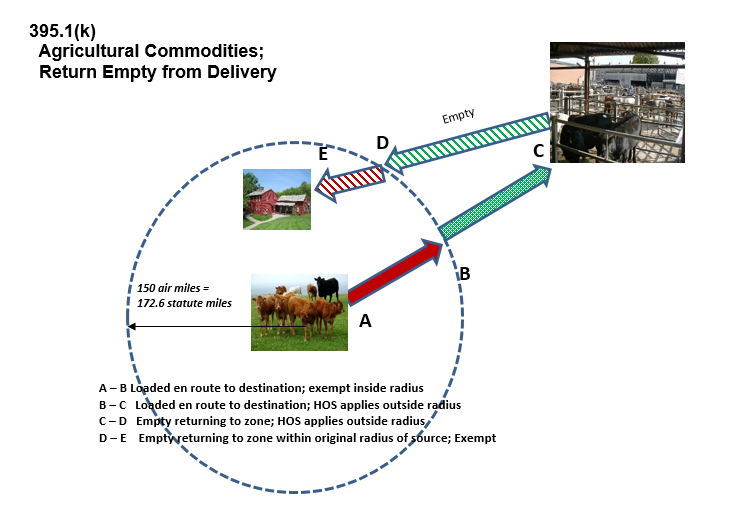 395.1(k)
Agricultural Commodities;
Return Empty from Delivery
Empty
E
D
C
B
150 air miles =
172.6 statute miles
A
A – B Loaded en route to destination; exempt inside radius
B – C Loaded en route to destination; HOS applies outside radius
C – D Empty returning to zone; HOS applies outside radius
D – E Empty returning to zone within original radius of source; Exempt